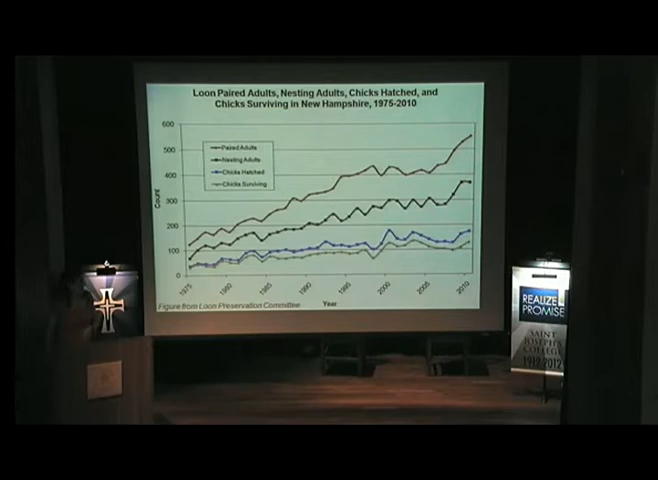 Loon Paired Adults, Nesting Adults, Chicks Hatched, and
Chicks Surviving in New Hampshire, 1975-2010
600
500
400
300
200
100
0
Count
Paired Adults
Nesting Adults
Chicks Hatched
Chicks Surviving
1975
1980
1985
1990
1995
2000
2005
2010
Year
Figure from Loon Preservation Committee
REALIZE
PROMISE
SAINT
JOSEPH'S
COLLEGE
1912-2012